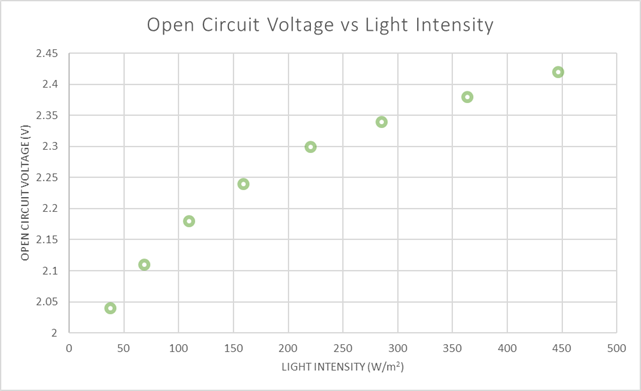 Open Circuit Voltage vs Light Intensity
2.45
2.4
2.35
2.3
2.25
2.2
2.15
2.1
2.05
2
OPEN CIRCUIT VOLTAGE (V)
0 50 100 150 200 250 300 350 400 450 500
LIGHT INTENSITY (W/m²)